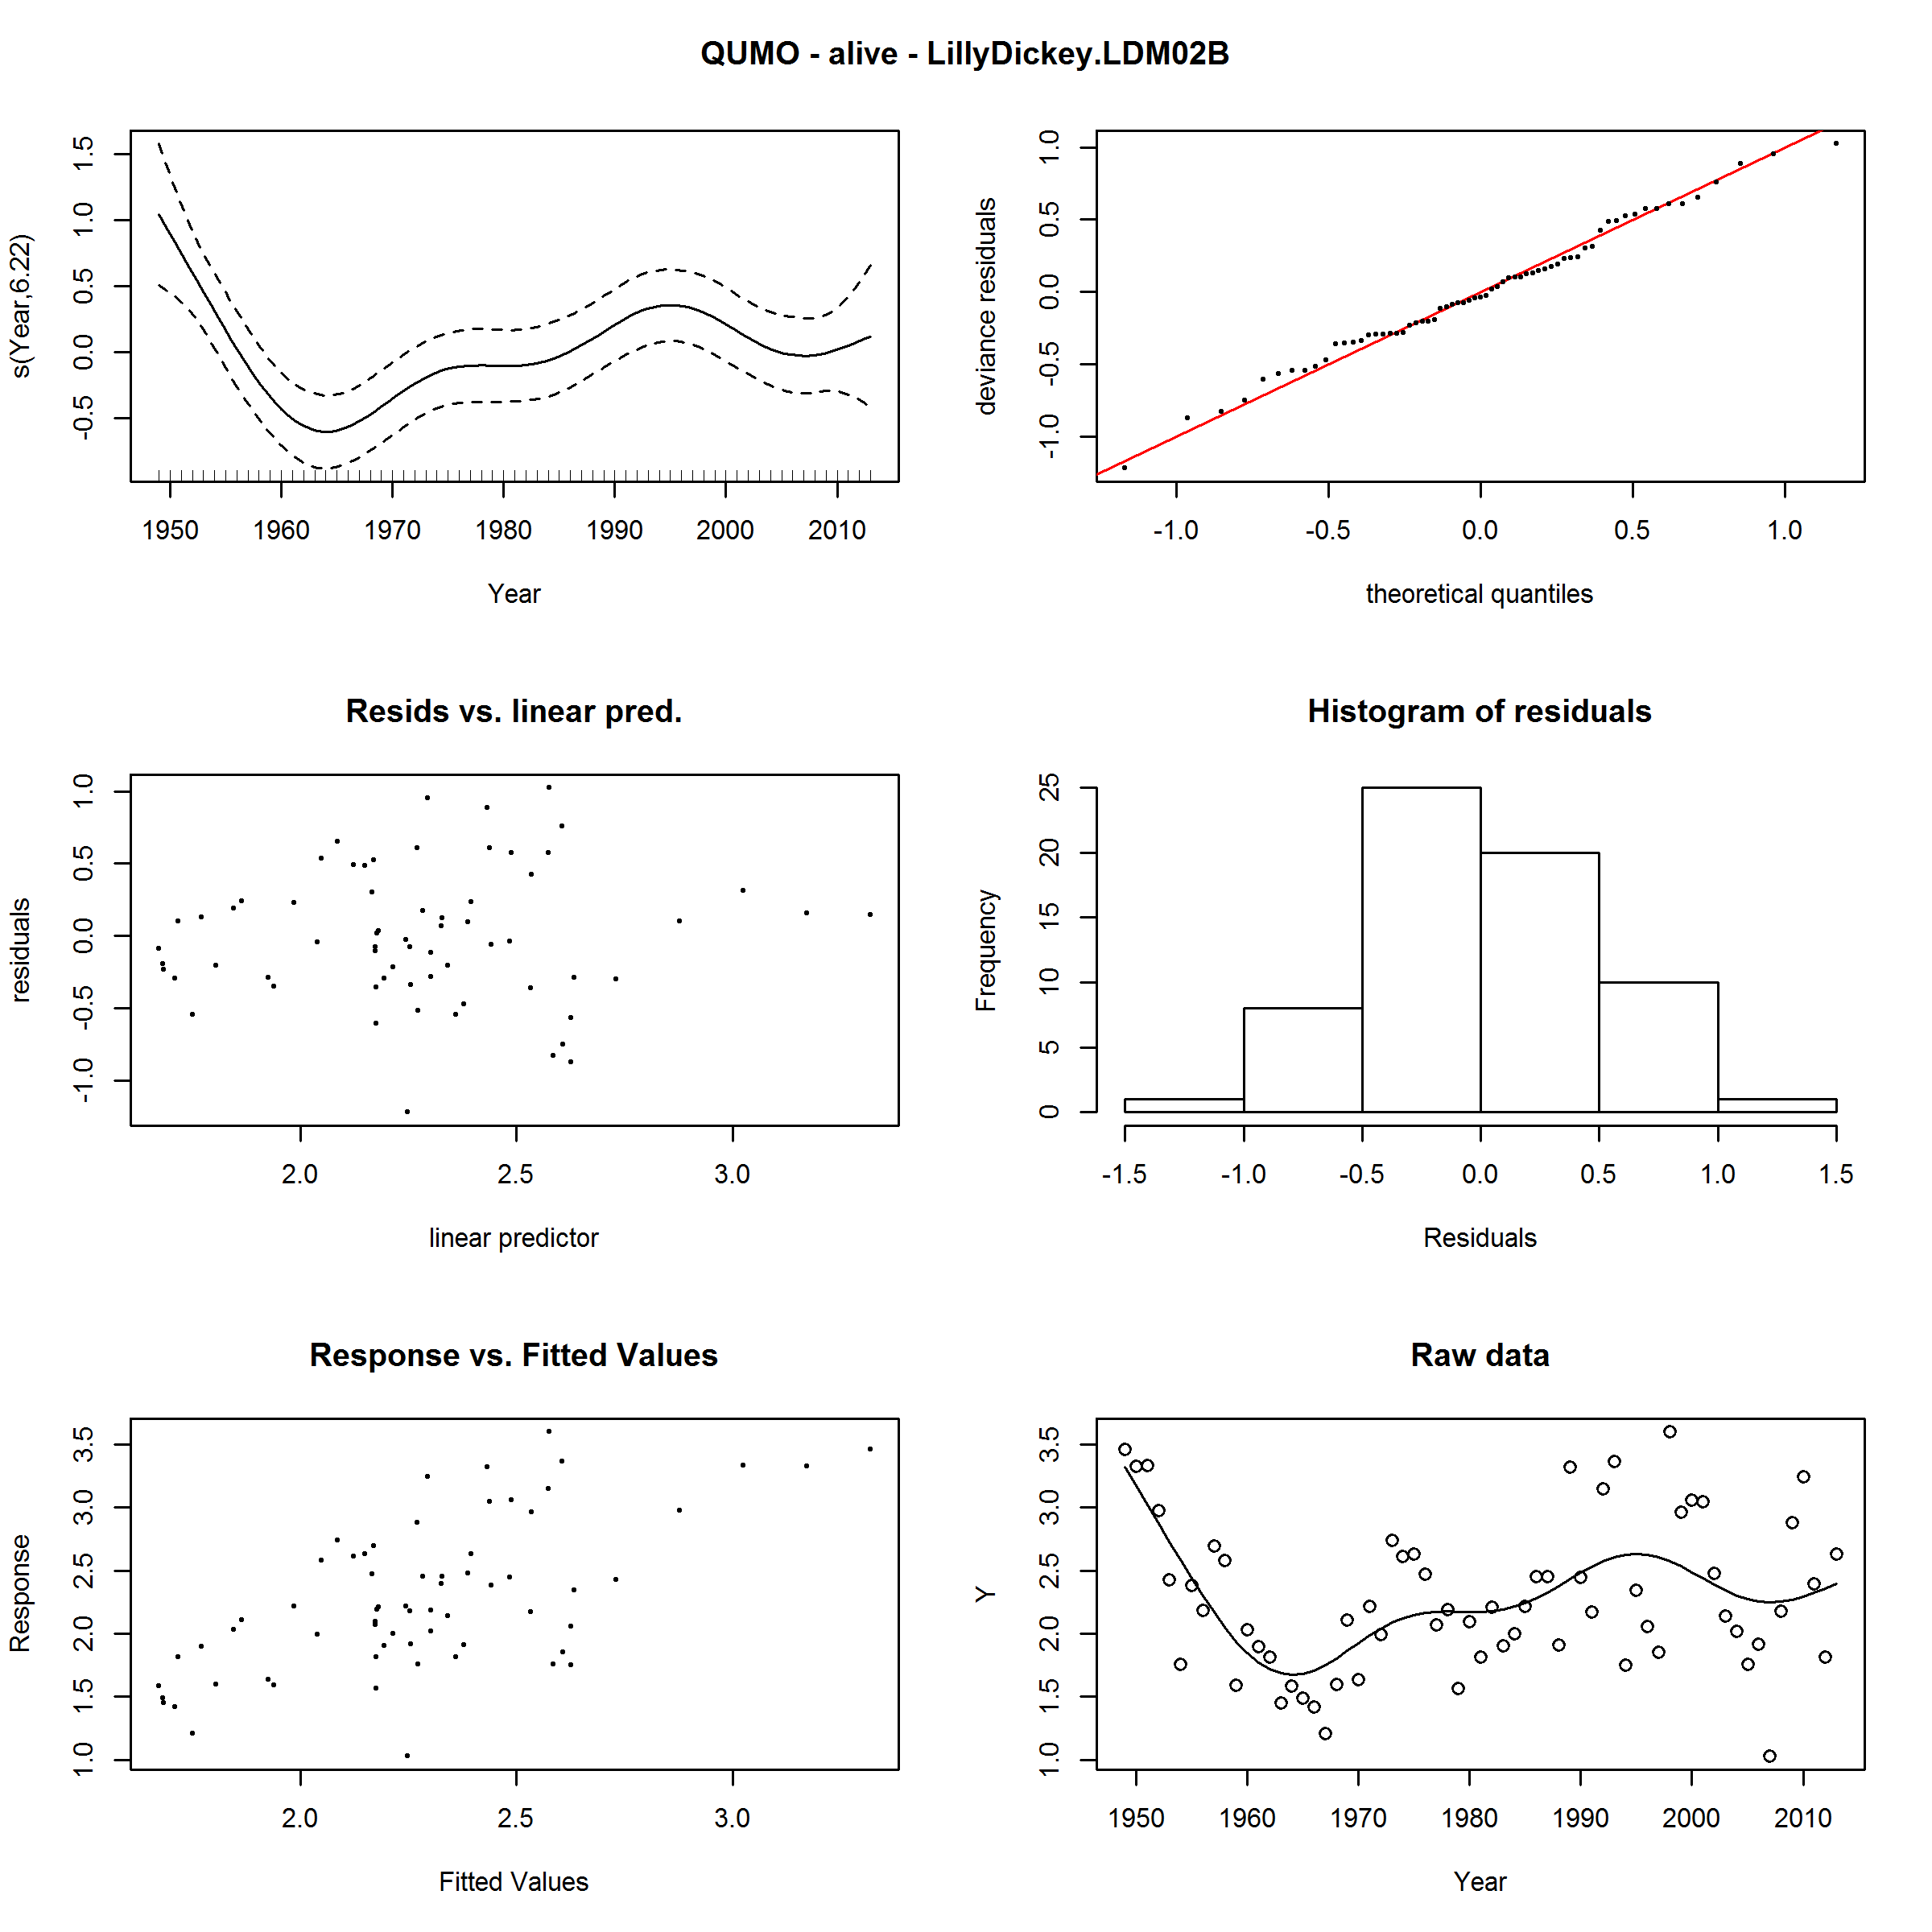 QUMO - alive - LillyDickey.LDM02B
s(Year,6.22)
-0.5 0.0 0.5 1.0 1.5
1950 1960 1970 1980 1990 2000 2010
Year
deviance residuals
-1.0 -0.5 0.0 0.5 1.0
-1.0 -0.5 0.0 0.5 1.0
theoretical quantiles
Resids vs. linear pred.
residuals
-1.0 -0.5 0.0 0.5 1.0
2.0 2.5 3.0
linear predictor
Histogram of residuals
Frequency
0 5 10 15 20 25
-1.5 -1.0 -0.5 0.0 0.5 1.0 1.5
Residuals
Response vs. Fitted Values
Response
1.0 1.5 2.0 2.5 3.0 3.5
2.0 2.5 3.0
Fitted Values
Raw data
Y
1.0 1.5 2.0 2.5 3.0 3.5
1950 1960 1970 1980 1990 2000 2010
Year